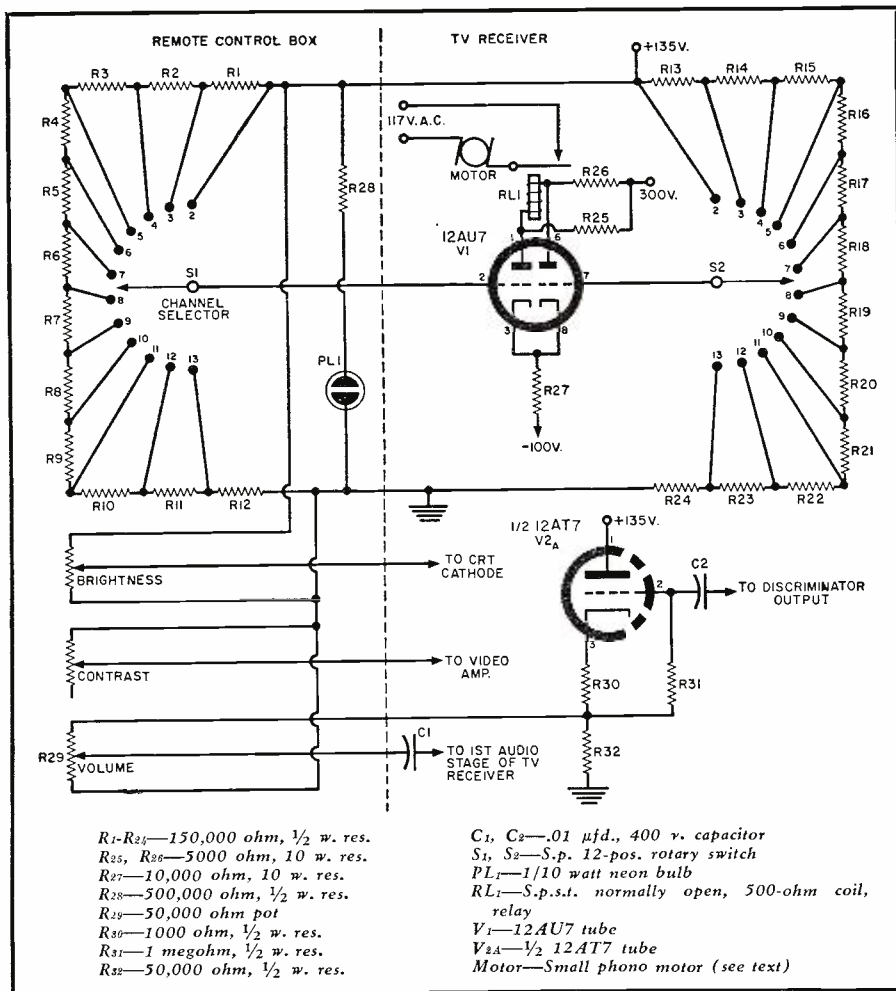 REMOTE CONTROL BOX
TV RECEIVER
+135V.
R3 R2 R1
R13 R14 R15
R4
117V.A.C.
R16
MOTOR
R26
R5
R28
RL1
300V.
R17
R25
2 3 4 5 6 7 8 9 10 11 12 13
2 3 4 5 6 7 8 9 10 11 12 13
R6
12AU7
V1
1 6
R18
S1
2 7
S2
CHANNEL
SELECTOR
R7
3 8
R19
PL1
R27
R8
R20
-100V.
R9
R21
R10 R11 R12
R24 R23 R22
1/2 12AT7
V2A
+135V.
1
C2
BRIGHTNESS
TO CRT
CATHODE
2
TO DISCRIMINATOR
OUTPUT
3
CONTRAST
TO VIDEO
AMP.
R30
R31
C1
R29
VOLUME
TO 1ST AUDIO
STAGE OF TV
RECEIVER
R32
R1-R24—150,000 ohm, 1/2 w. res.
R25, R26—5000 ohm, 10 w. res.
R27—10,000 ohm, 10 w. res.
R28—500,000 ohm, 1/2 w. res.
R29—50,000 ohm pot
R30—1000 ohm, 1/2 w. res.
R31—1 megohm, 1/2 w. res.
R32—50,000 ohm, 1/2 w. res.
C1, C2—.01 μfd., 400 v. capacitor
S1, S2—S.p. 12-pos. rotary switch
PL1—1/10 watt neon bulb
RL1—S.p.s.t. normally open, 500-ohm coil,
relay
V1—12AU7 tube
V2A—1/2 12AT7 tube
Motor—Small phono motor (see text)